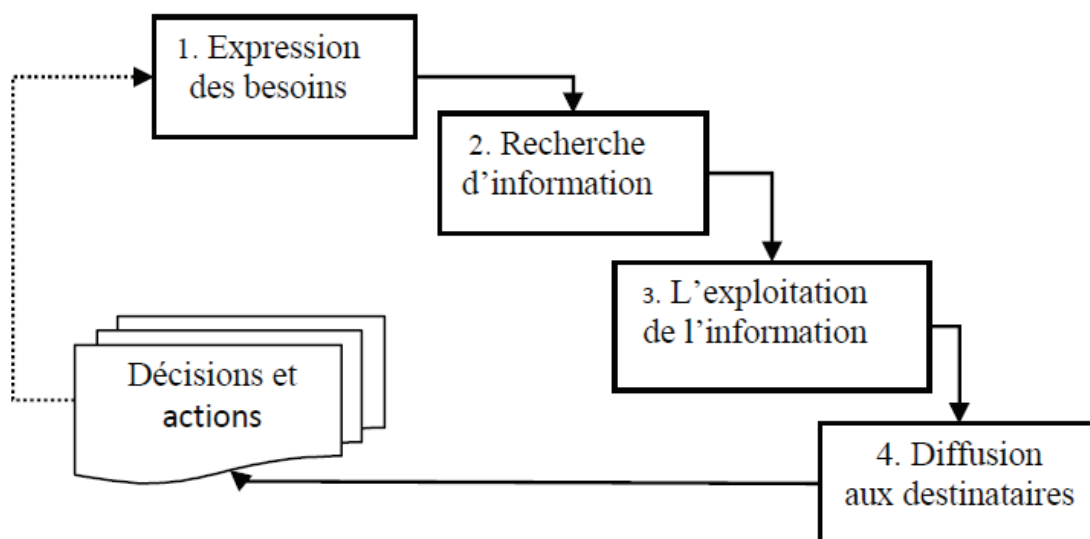 1. Expression
des besoins
2. Recherche
d’information
3. L’exploitation
de l’information
4. Diffusion
aux destinataires
Décisions et
actions